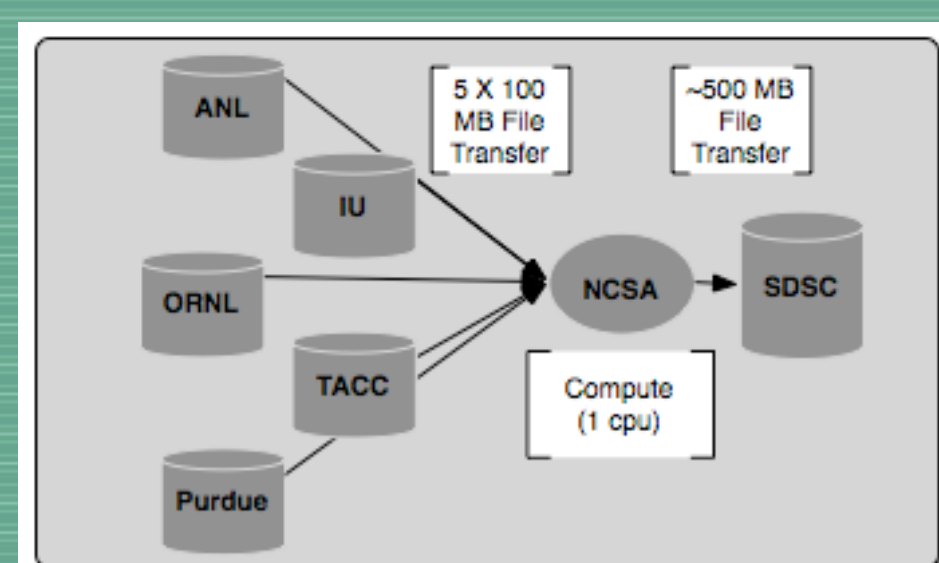 ANL
5 X 100
MB File
Transfer
~500 MB
File
Transfer
IU
ORNL
NCSA
SDSC
TACC
Compute
(1 cpu)
Purdue